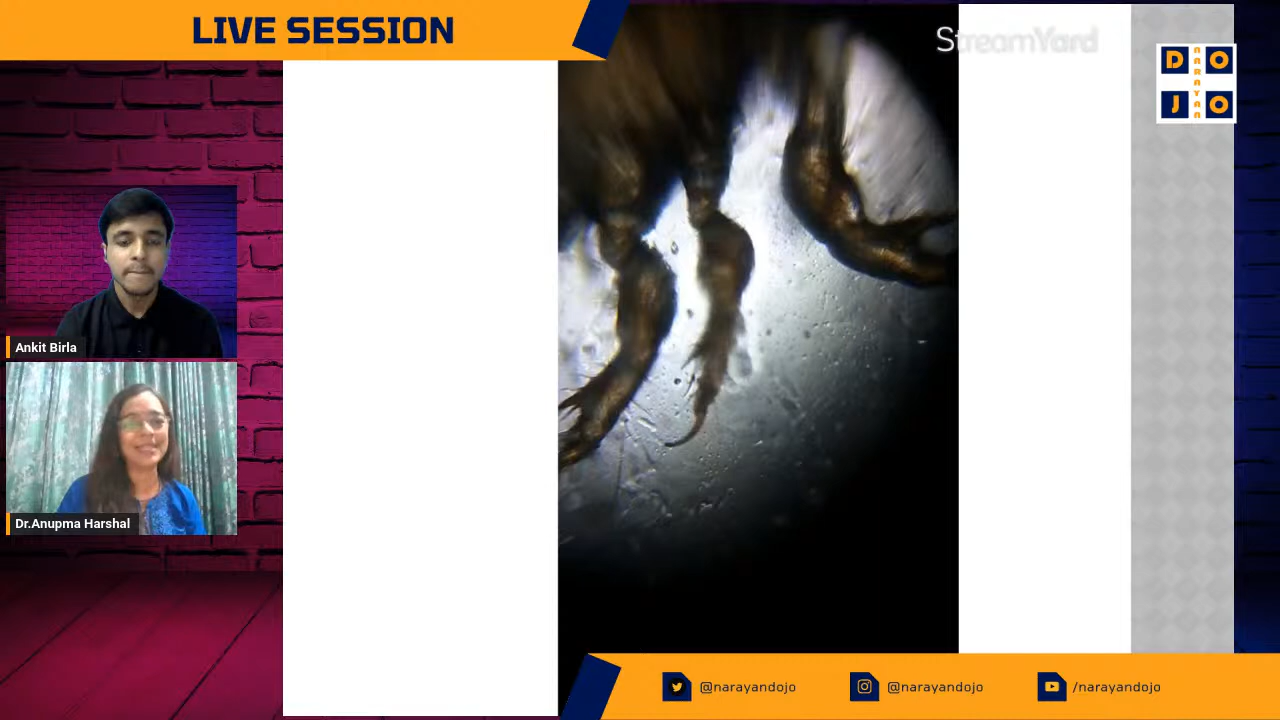 LIVE SESSION
StreamYard
D O
J O
NARAYAN
Ankit Birla
Dr.Anupma Harshal
@narayandojo
@narayandojo
/narayandojo